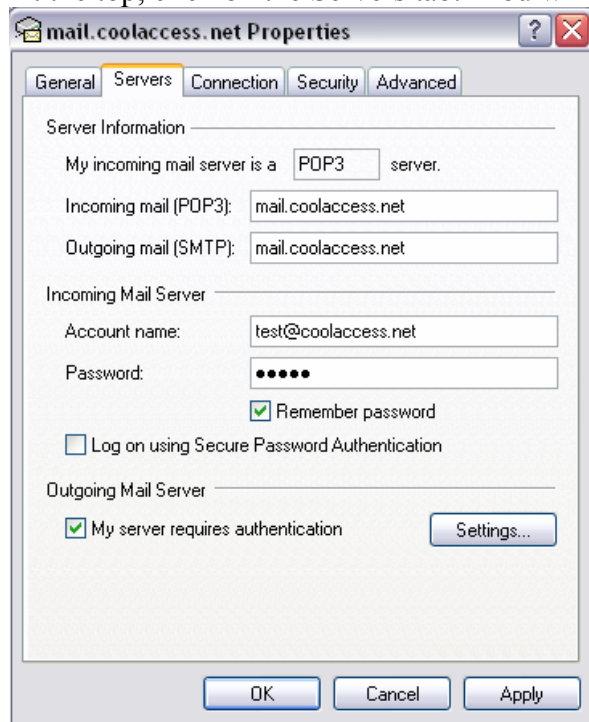 mail.coolaccess.net Properties
General Servers Connection Security Advanced
Server Information
My incoming mail server is a POP3 server.
Incoming mail (POP3): mail.coolaccess.net
Outgoing mail (SMTP): mail.coolaccess.net
Incoming Mail Server
Account name: test@coolaccess.net
Password: •••••
Remember password
Log on using Secure Password Authentication
Outgoing Mail Server
My server requires authentication Settings...
OK Cancel Apply